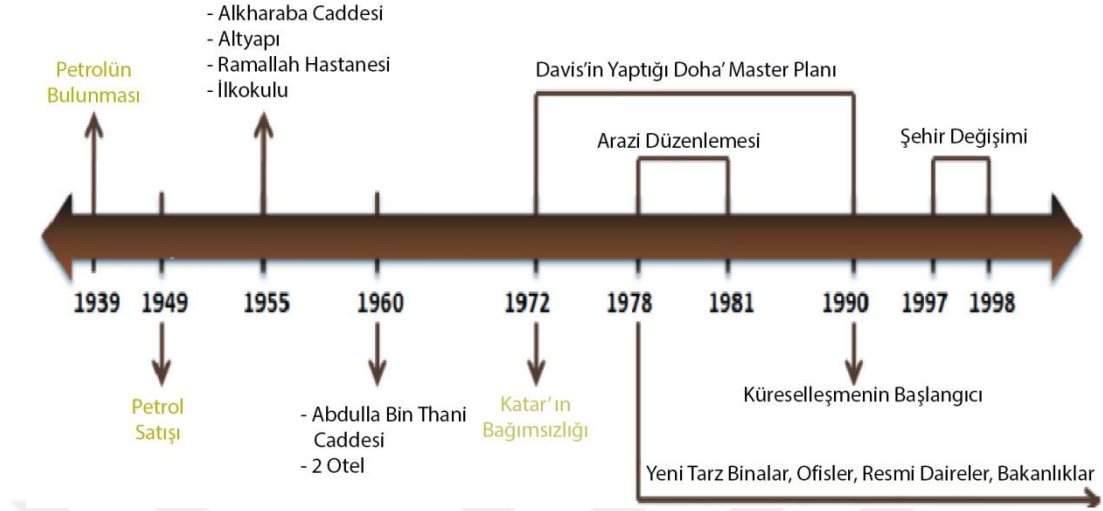 - Alkharaba Caddesi
- Altyapı
- Ramallah Hastanesi
- İlkokulu
Petrolün
Bulunması
Davis'in Yaptığı Doha' Master Planı
Arazi Düzenlemesi
Şehir Değişimi
1939 1949 1955 1960 1972 1978 1981 1990 1997 1998
Petrol
Satışı
- Abdulla Bin Thani
Caddesi
- 2 Otel
Katar'ın
Bağımsızlığı
Küreselleşmenin Başlangıcı
Yeni Tarz Binalar, Ofisler, Resmi Daireler, Bakanlıklar